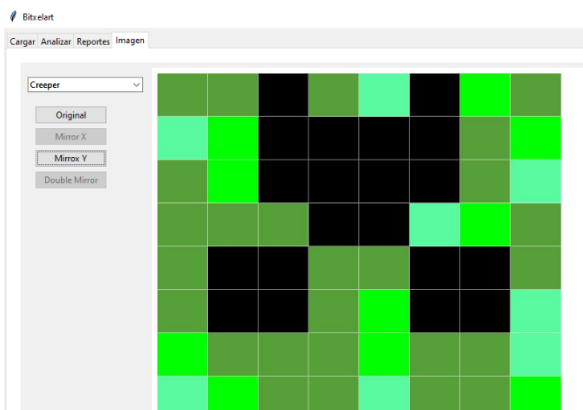 Bitxelart
Cargar Analizar Reportes Imagen
Creeper
Original
Mirror X
Mirrox Y
Double Mirror